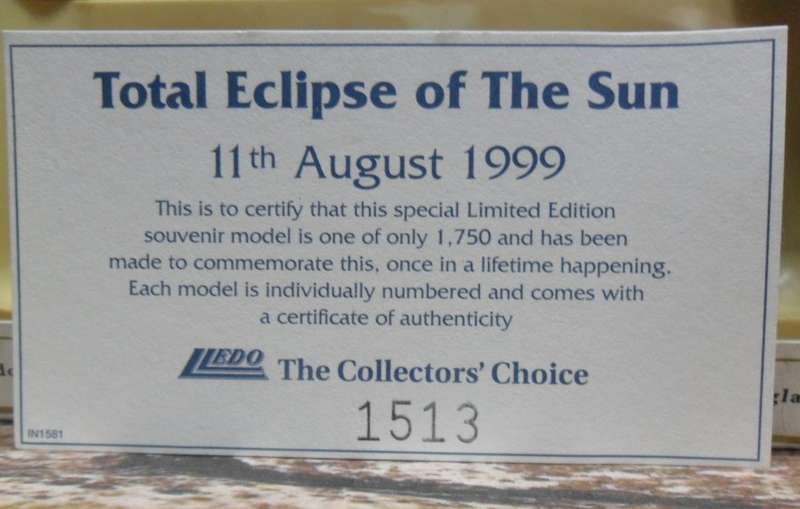 Total Eclipse of The Sun
11th August 1999
This is to certify that this special Limited Edition
souvenir model is one of only 1,750 and has been
made to commemorate this, once in a lifetime happening.
Each model is individually numbered and comes with
a certificate of authenticity
LLEDO The Collectors' Choice
1513
IN1581